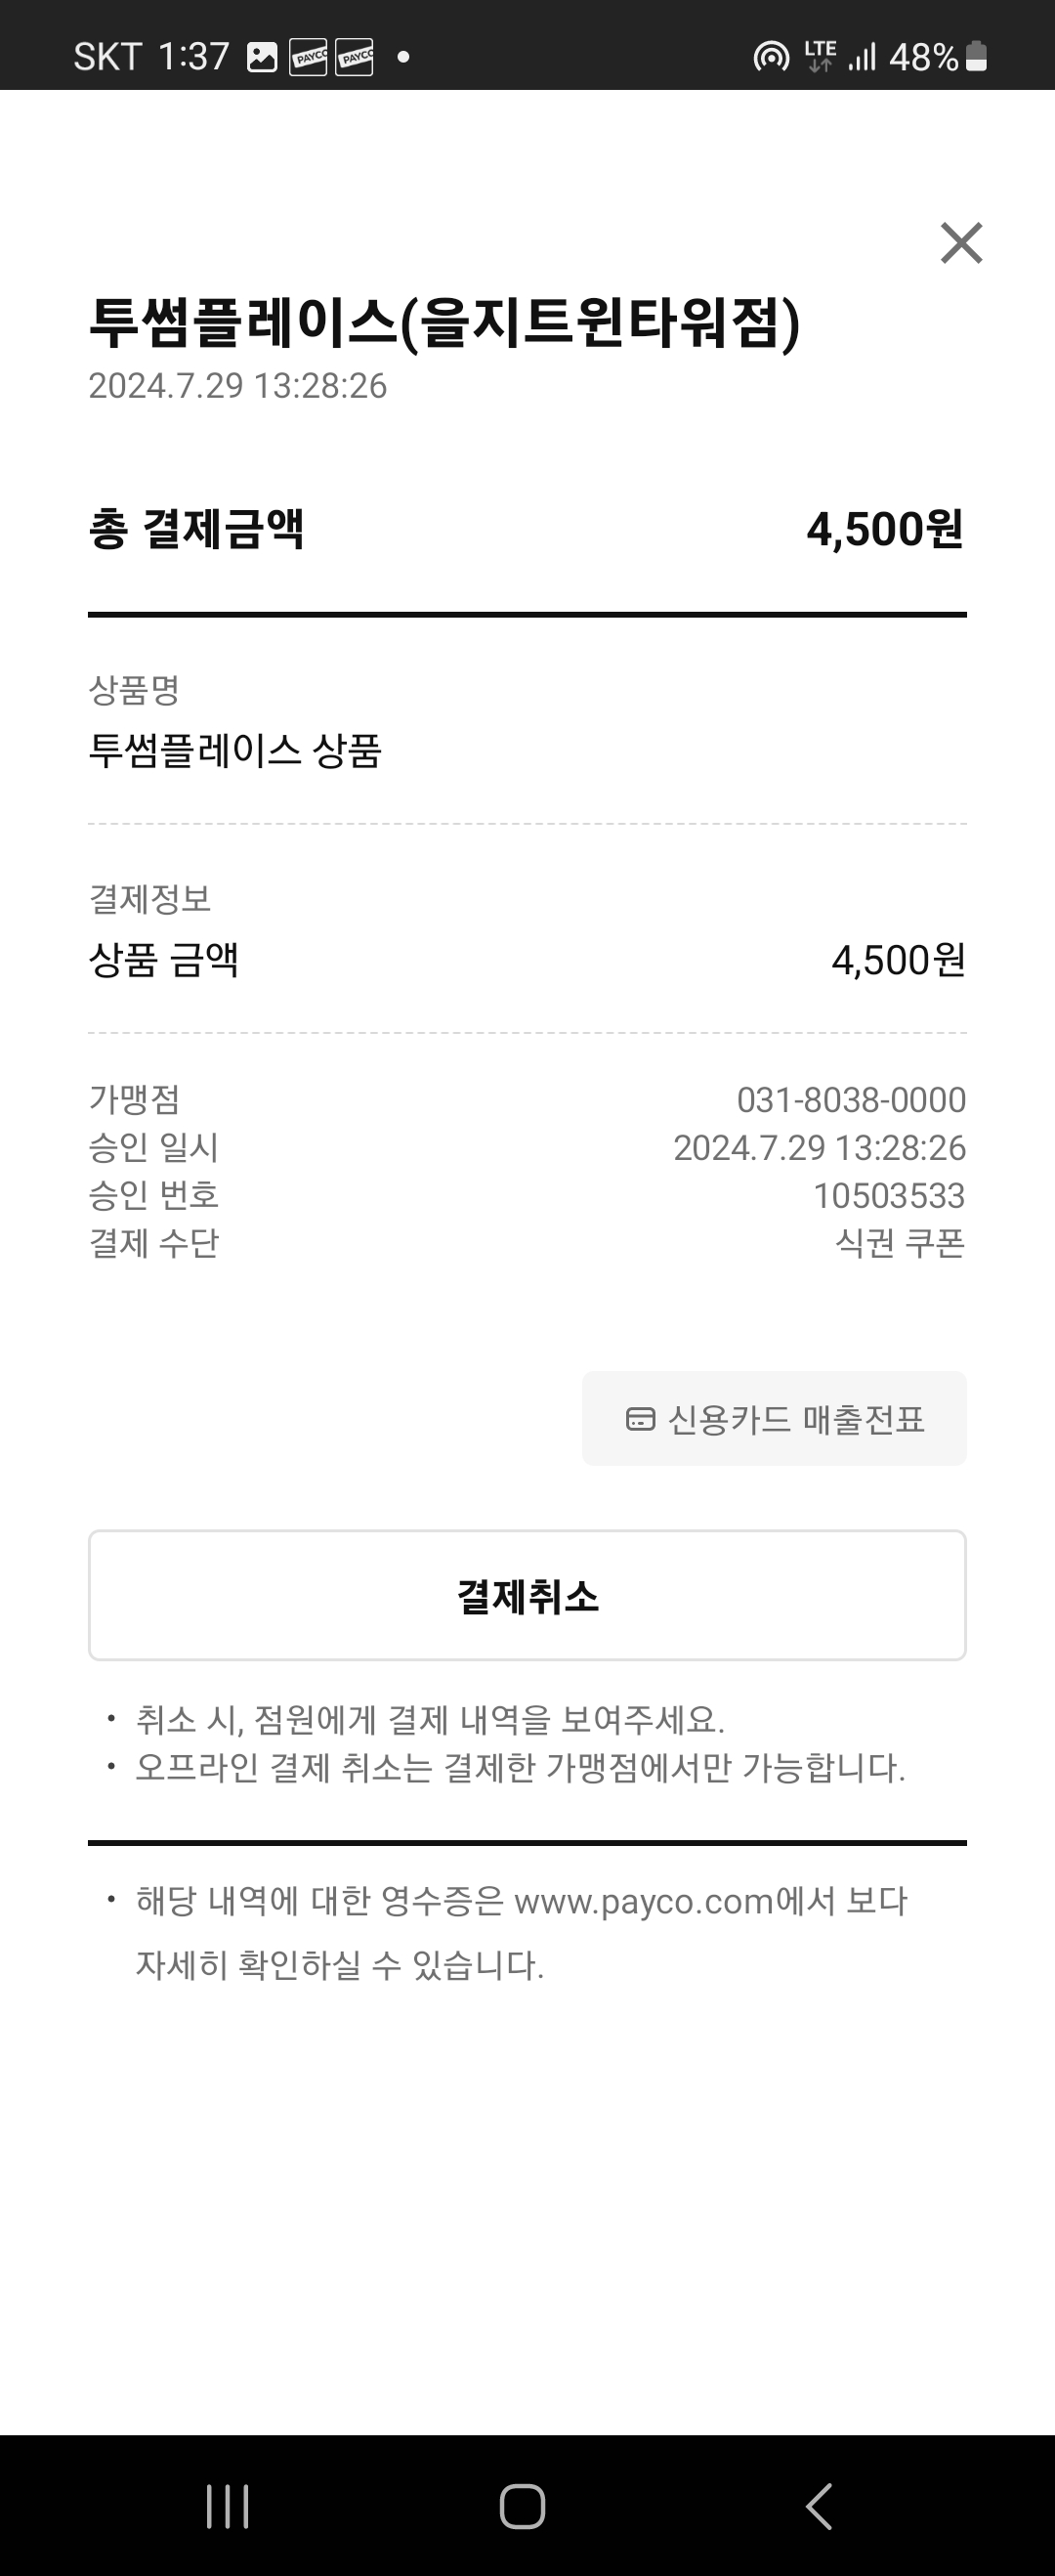 SKT 1:37 PAYCO PAYCO LTE 48%
투썸플레이스(을지트윈타워점)
2024.7.29 13:28:26
총 결제금액 4,500원
상품명
투썸플레이스 상품
결제정보
상품 금액 4,500원
가맹점 031-8038-0000
승인 일시 2024.7.29 13:28:26
승인 번호 10503533
결제 수단 식권 쿠폰
신용카드 매출전표
결제취소
• 취소 시, 점원에게 결제 내역을 보여주세요.
• 오프라인 결제 취소는 결제한 가맹점에서만 가능합니다.
• 해당 내역에 대한 영수증은 www.payco.com에서 보다
자세히 확인하실 수 있습니다.